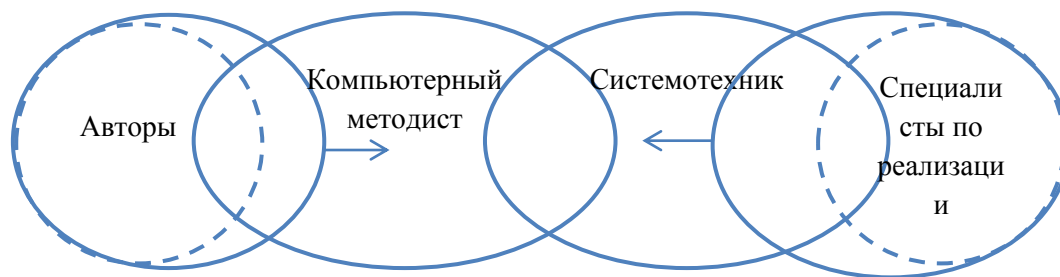 Авторы
Компьютерный
методист
Системотехник
Специали
сты по
реализаци
и